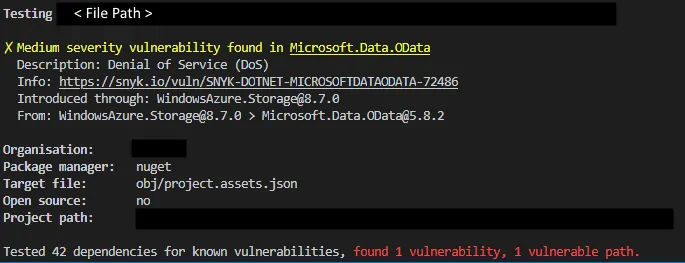 Testing < File Path >
✗ Medium severity vulnerability found in Microsoft.Data.OData
Description: Denial of Service (DoS)
Info: https://snyk.io/vuln/SNYK-DOTNET-MICROSOFTDATAODATA-72486
Introduced through: WindowsAzure.Storage@8.7.0
From: WindowsAzure.Storage@8.7.0 > Microsoft.Data.OData@5.8.2
Organisation:
Package manager: nuget
Target file: obj/project.assets.json
Open source: no
Project path:
Tested 42 dependencies for known vulnerabilities, found 1 vulnerability, 1 vulnerable path.